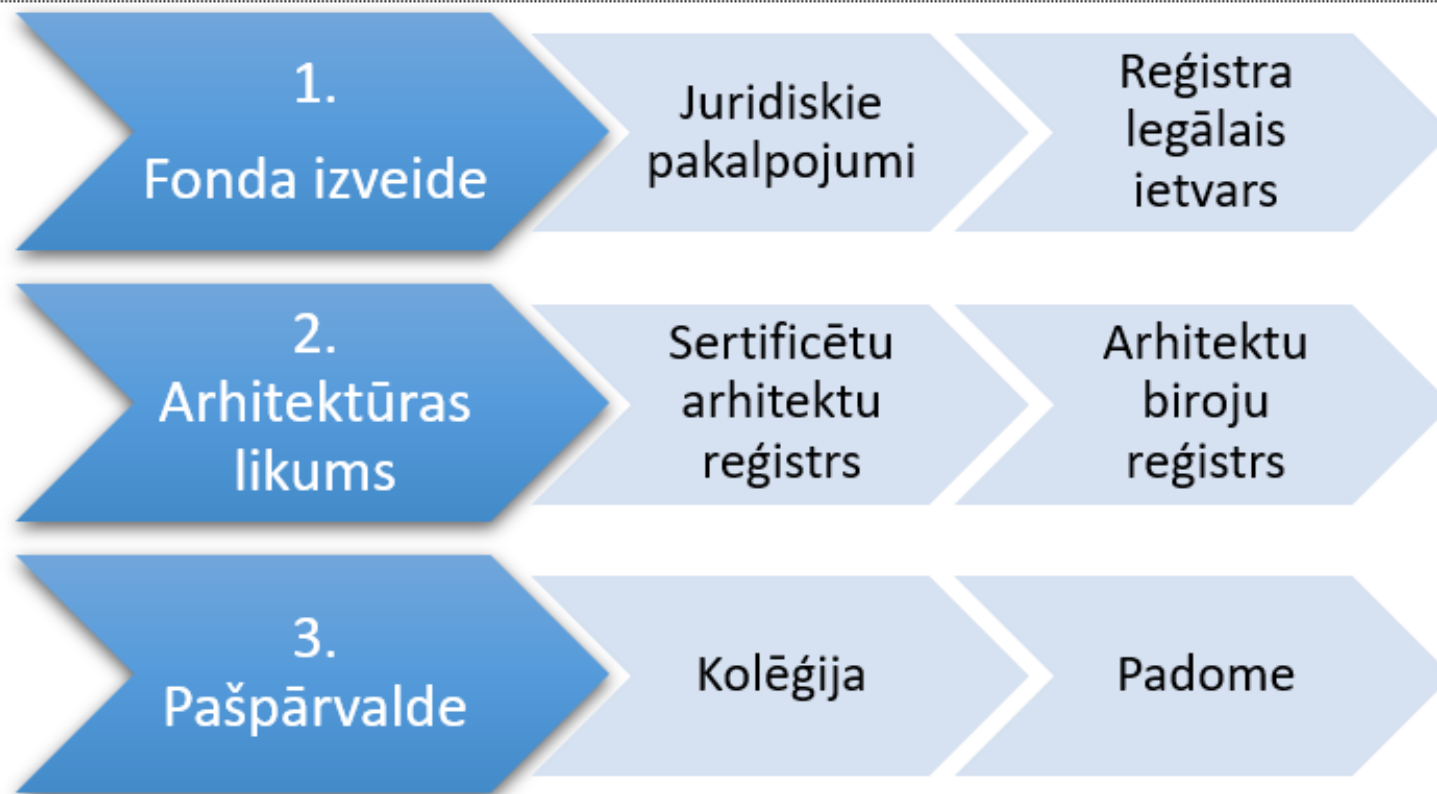 1.
Fonda izveide
Juridiskie
pakalpojumi
Reģistra
legālais
ietvars
2.
Arhitektūras
likums
Sertificētu
arhitektu
reģistrs
Arhitektu
biroju
reģistrs
3.
Pašpārvalde
Kolēģija
Padome